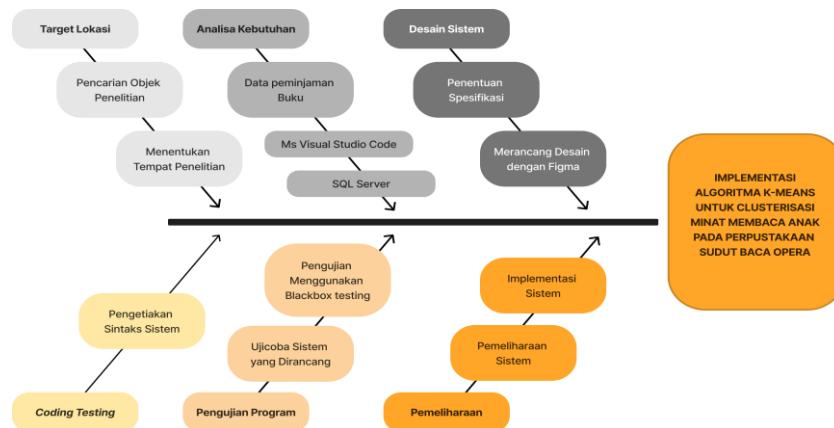 Target Lokasi
Pencarian Objek
Penelitian
Menentukan
Tempat Penelitian
Analisa Kebutuhan
Data peminjaman
Buku
Ms Visual Studio Code
SQL Server
Desain Sistem
Penentuan
Spesifikasi
Merancang Desain
dengan Figma
IMPLEMENTASI
ALGORITMA K-MEANS
UNTUK CLUSTERISASI
MINAT MEMBACA ANAK
PADA PERPUSTAKAAN
SUDUT BACA OPERA
Pengetiakan
Sintaks Sistem
Coding Testing
Pengujian
Menggunakan
Blackbox testing
Ujicoba Sistem
yang Dirancang
Pengujian Program
Implementasi
Sistem
Pemeliharaan
Sistem
Pemeliharaan